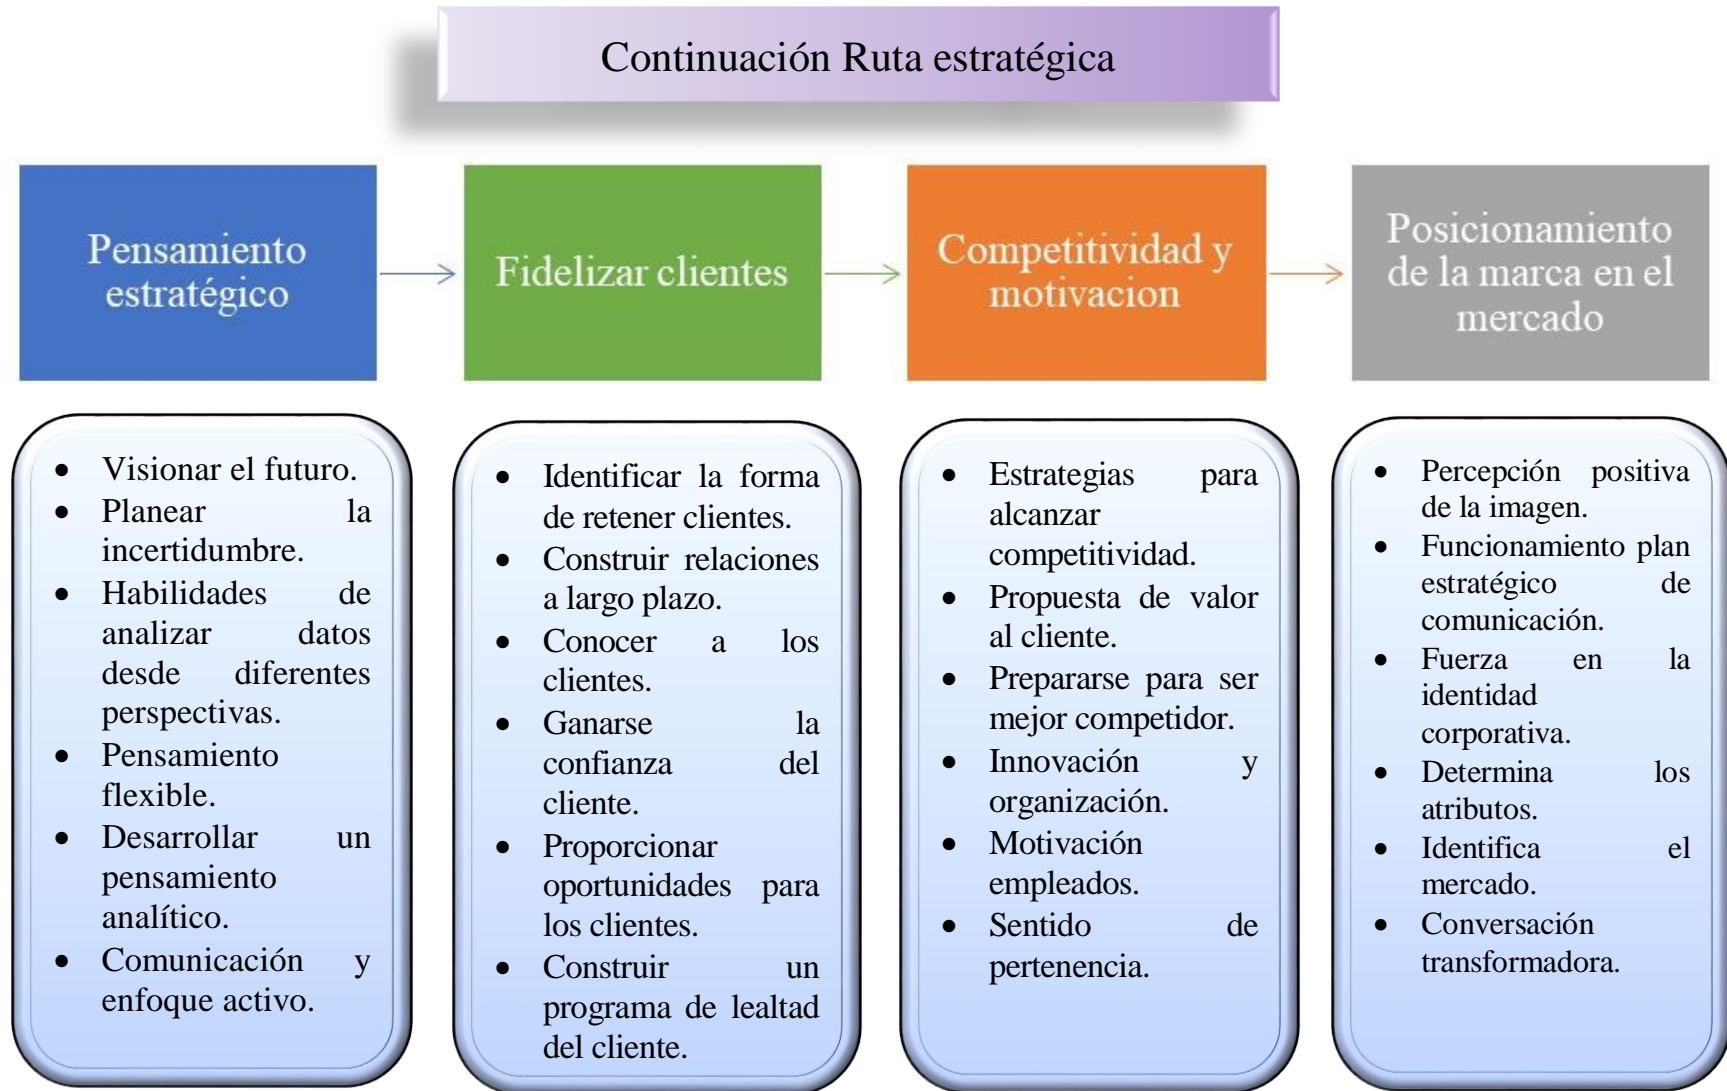 Continuación Ruta estratégica
Pensamiento
estratégico
Fidelizar clientes
Competitividad y
motivacion
Posicionamiento
de la marca en el
mercado
• Visionar el futuro.
• Planear la
incertidumbre.
• Habilidades de
analizar datos
desde diferentes
perspectivas.
• Pensamiento
flexible.
• Desarrollar un
pensamiento
analítico.
• Comunicación y
enfoque activo.
• Identificar la forma
de retener clientes.
• Construir relaciones
a largo plazo.
• Conocer a los
clientes.
• Ganarse la
confianza del
cliente.
• Proporcionar
oportunidades para
los clientes.
• Construir un
programa de lealtad
del cliente.
• Estrategias para
alcanzar
competitividad.
• Propuesta de valor
al cliente.
• Prepararse para ser
mejor competidor.
• Innovación y
organización.
• Motivación
empleados.
• Sentido de
pertenencia.
• Percepción positiva
de la imagen.
• Funcionamiento plan
estratégico de
comunicación.
• Fuerza en la
identidad
corporativa.
• Determina los
atributos.
• Identifica el
mercado.
• Conversación
transformadora.